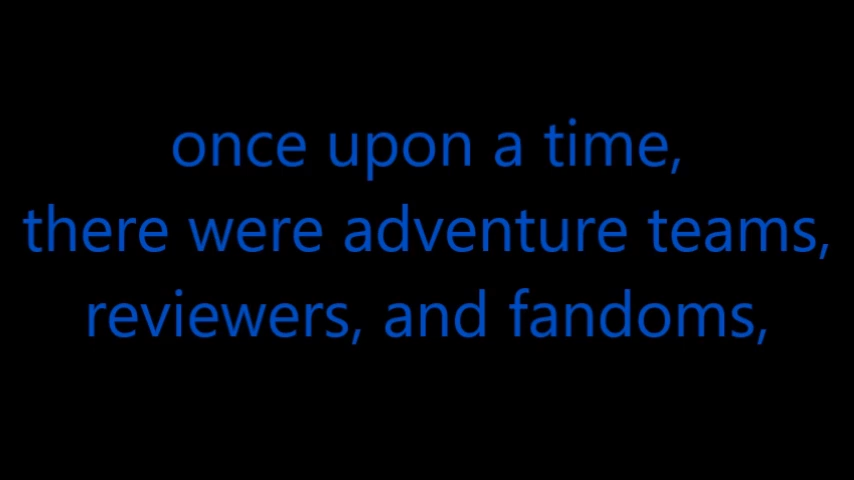 once upon a time,
there were adventure teams,
reviewers, and fandoms,